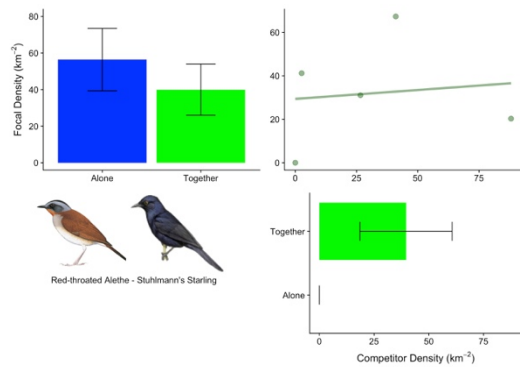 Focal Density (km⁻²)
80
60
40
20
0
Alone
Together
60
40
20
0
0
25
50
75
Red-throated Alethe - Stuhlmann's Starling
Together
Alone
0
25
50
75
Competitor Density (km⁻²)